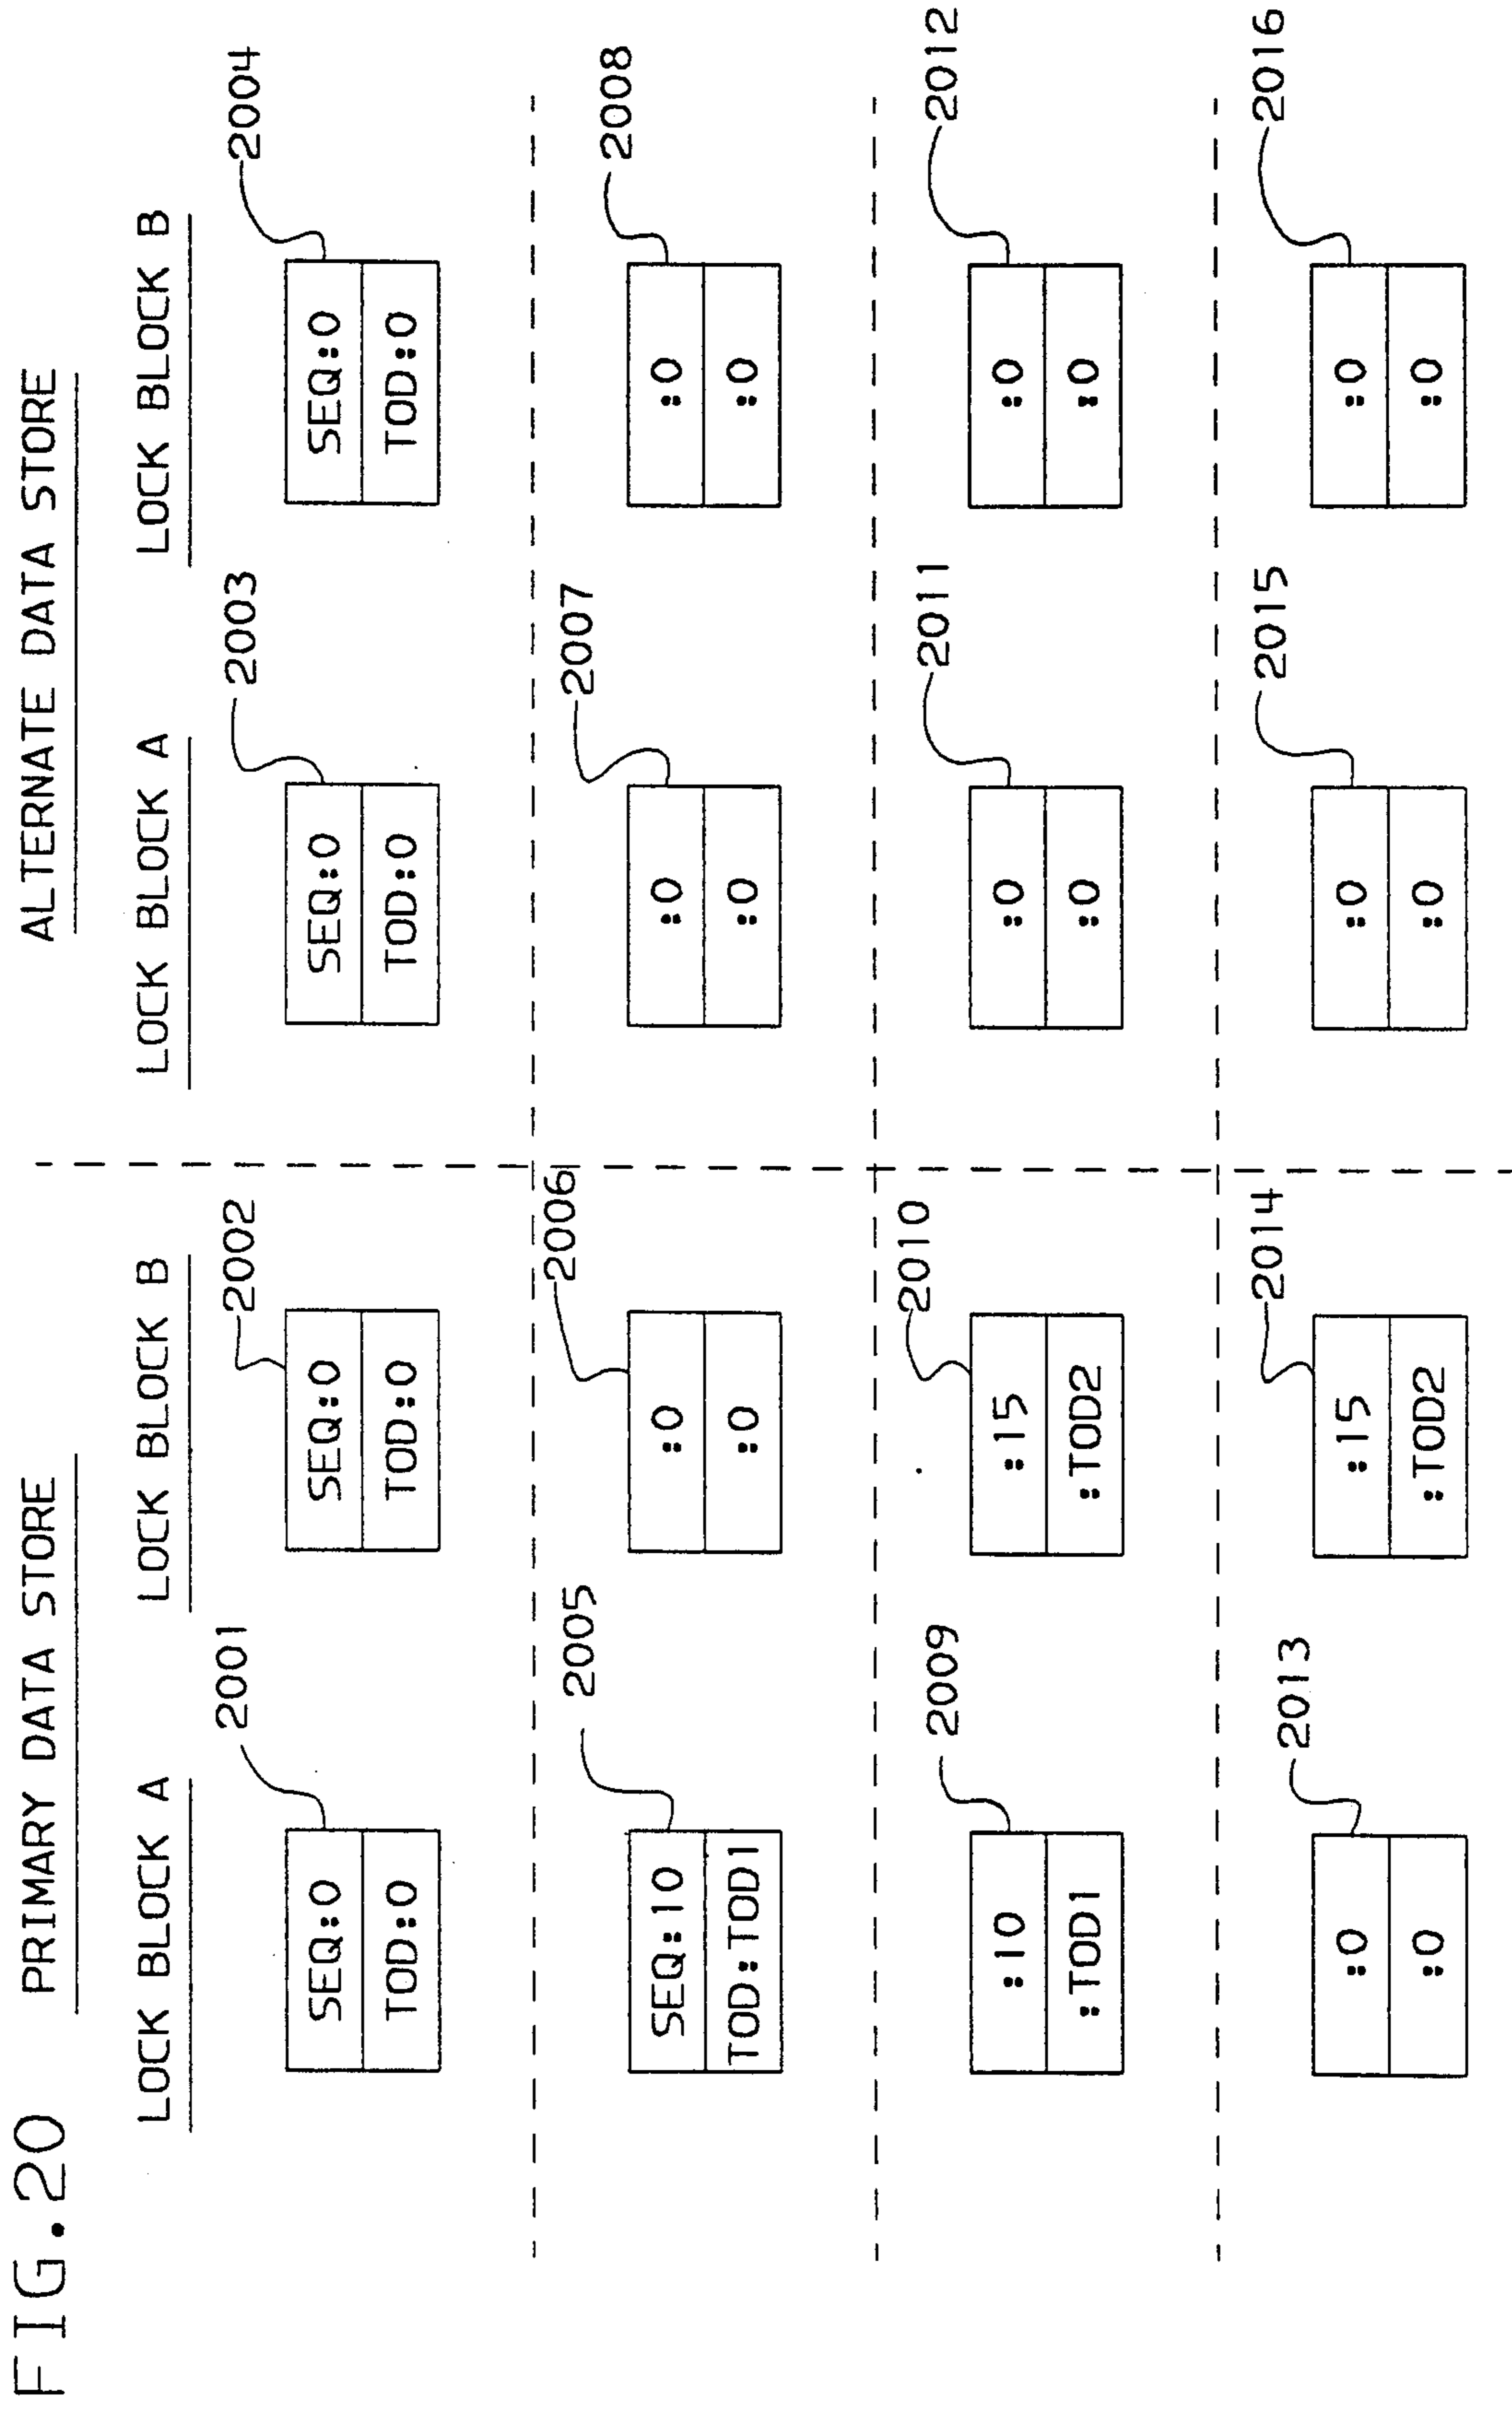 FIG.20
PRIMARY DATA STORE
ALTERNATE DATA STORE
LOCK BLOCK A
LOCK BLOCK B
LOCK BLOCK A
LOCK BLOCK B
2001
2002
2003
2004
SEQ:0
TOD:0
SEQ:0
TOD:0
SEQ:0
TOD:0
SEQ:0
TOD:0
2005
2006
2007
2008
SEQ:10
TOD:TOD1
:0
:0
:0
:0
:0
:0
2009
2010
2011
2012
:10
:TOD1
:15
:TOD2
:0
:0
:0
:0
2013
2014
2015
2016
:0
:0
:15
:TOD2
:0
:0
:0
:0